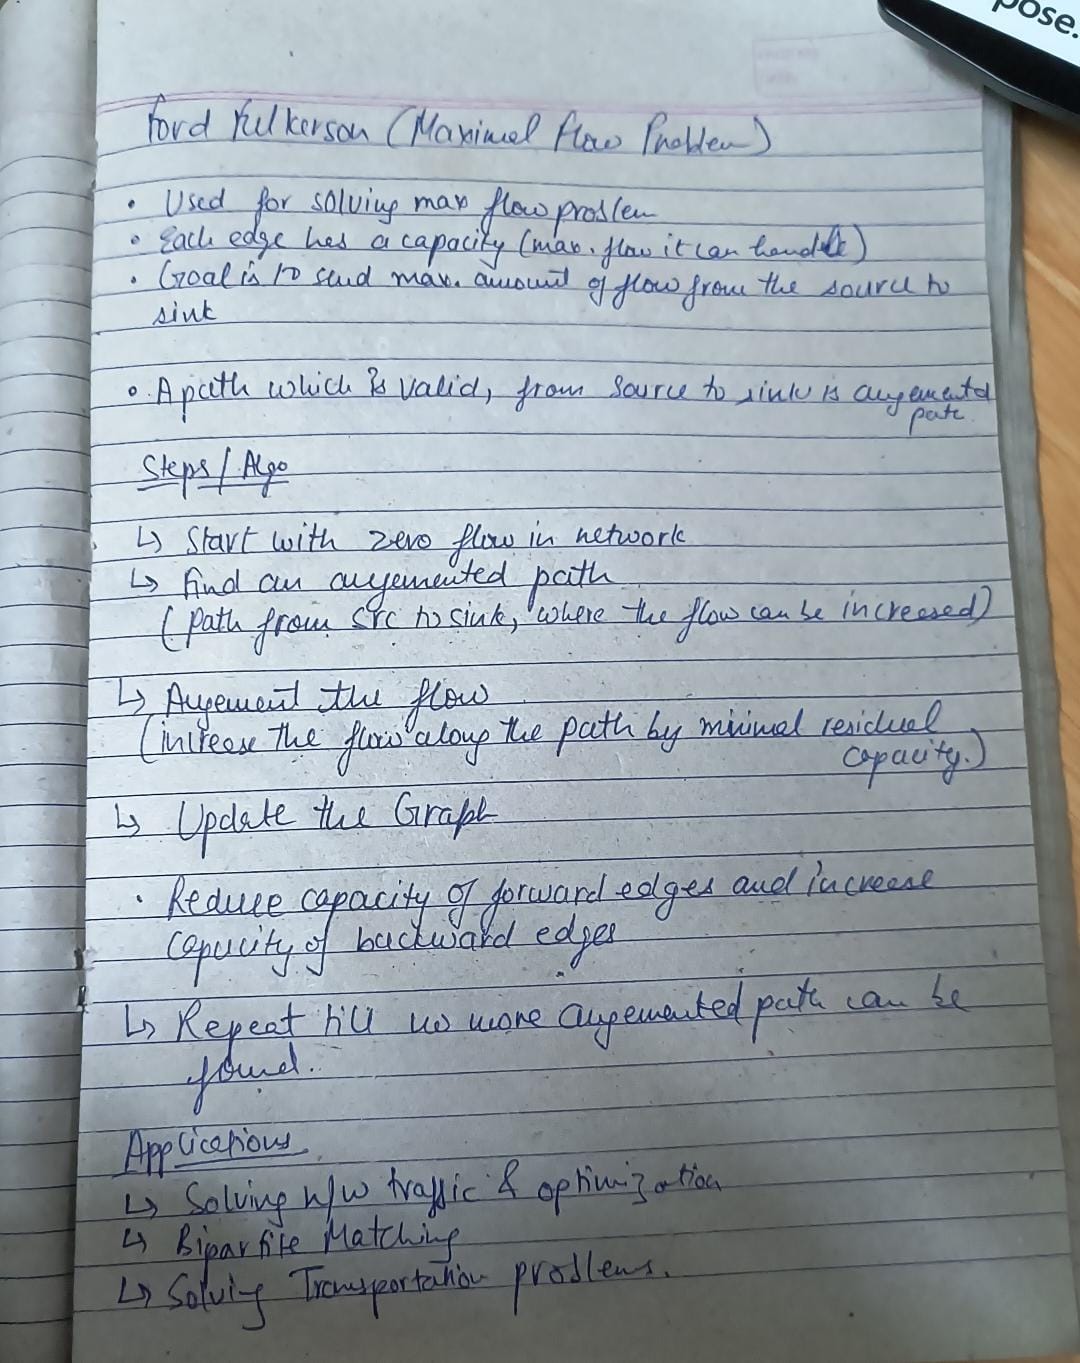 pose.
Ford Fulkerson (Maximal Flow Problem)
• Used for solving max flow problem
• Each edge has a capacity (max. flow it can handle)
• Goal is to send max. amount of flow from the source to
sink
• A path which is valid, from source to sink is augemented
path.
Steps / Algo
↳ Start with zero flow in network
↳ find an augemented path
(path from src to sink, where the flow can be increased)
↳ Augement the flow
(increase the flow along the path by minimal residual
capacity.)
↳ Update the Graph
• Reduce capacity of forward edges and increase
capacity of backward edges
↳ Repeat till no more augemented path can be
found.
Applications
↳ Solving n/w traffic & optimization
↳ Bipartite Matching
↳ Solving Transportation problems.